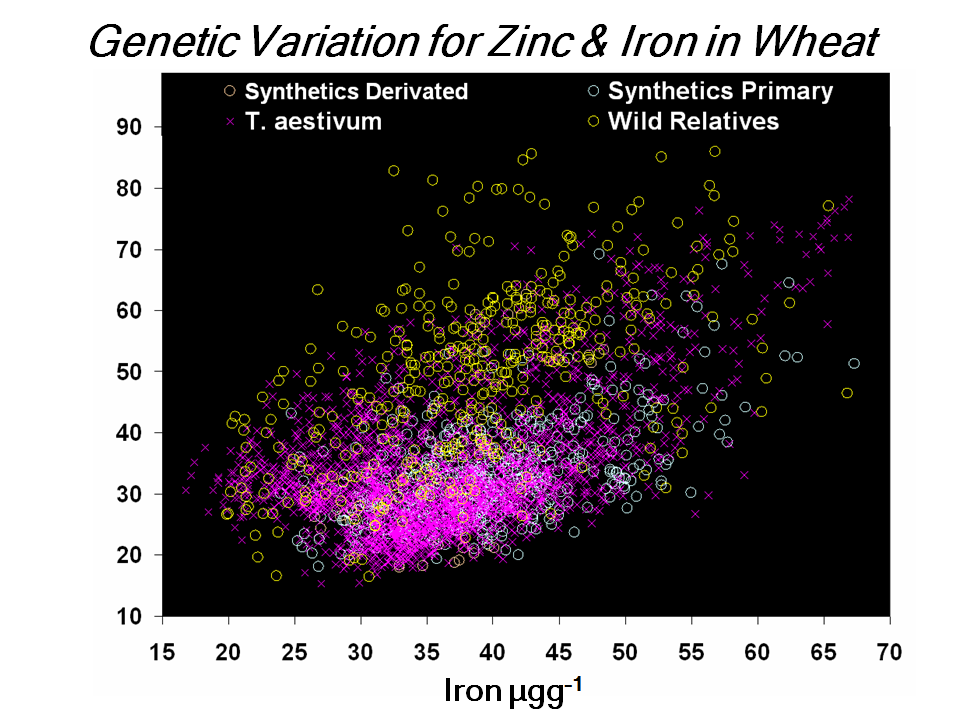 Genetic Variation for Zinc & Iron in Wheat
Synthetics Derivated
Synthetics Primary
T. aestivum
Wild Relatives
90
80
70
60
50
40
30
20
10
15 20 25 30 35 40 45 50 55 60 65 70
Iron µgg-1